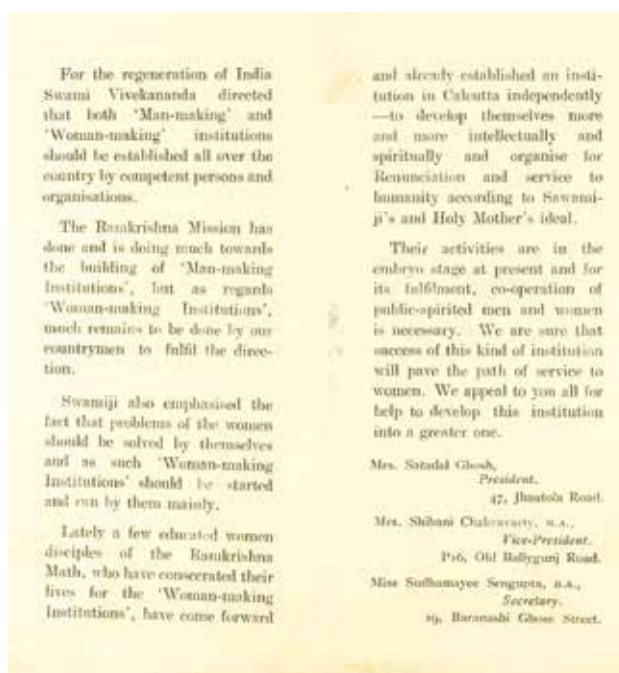 For the regeneration of India
Swami Vivekananda directed
that both 'Man-making' and
'Woman-making' institutions
should be established all over the
country by competent persons and
organisations.
The Ramkrishna Mission has
done and is doing much towards
the building of 'Man-making
Institutions', but as regards
'Woman-making Institutions',
much remains to be done by our
countrymen to fulfil the direc-
tion.
Swamiji also emphasised the
fact that problems of the women
should be solved by themselves
and as such 'Woman-making
Institutions' should be started
and run by them mainly.
Lately a few educated women
disciples of the Ramkrishna
Math, who have consecrated their
lives for the 'Woman-making
Institutions', have come forward
and already established an insti-
tution in Calcutta independently
—to develop themselves more
and more intellectually and
spiritually and organise for
Renunciation and service to
humanity according to Sawami-
ji's and Holy Mother's ideal.
Their activities are in the
embryo stage at present and for
its fulfilment, co-operation of
public-spirited men and women
is necessary. We are sure that
success of this kind of institution
will pave the path of service to
women. We appeal to you all for
help to develop this institution
into a greater one.
Mrs. Satadal Ghosh,
President.
47, Road.
Mrs. Shibani Chakravarty, M.A.,
Vice-President.
Old Ballygunj Road.
Miss Sudhamayee Sengupta, B.A.,
Secretary.
Baranashi Ghose Street.